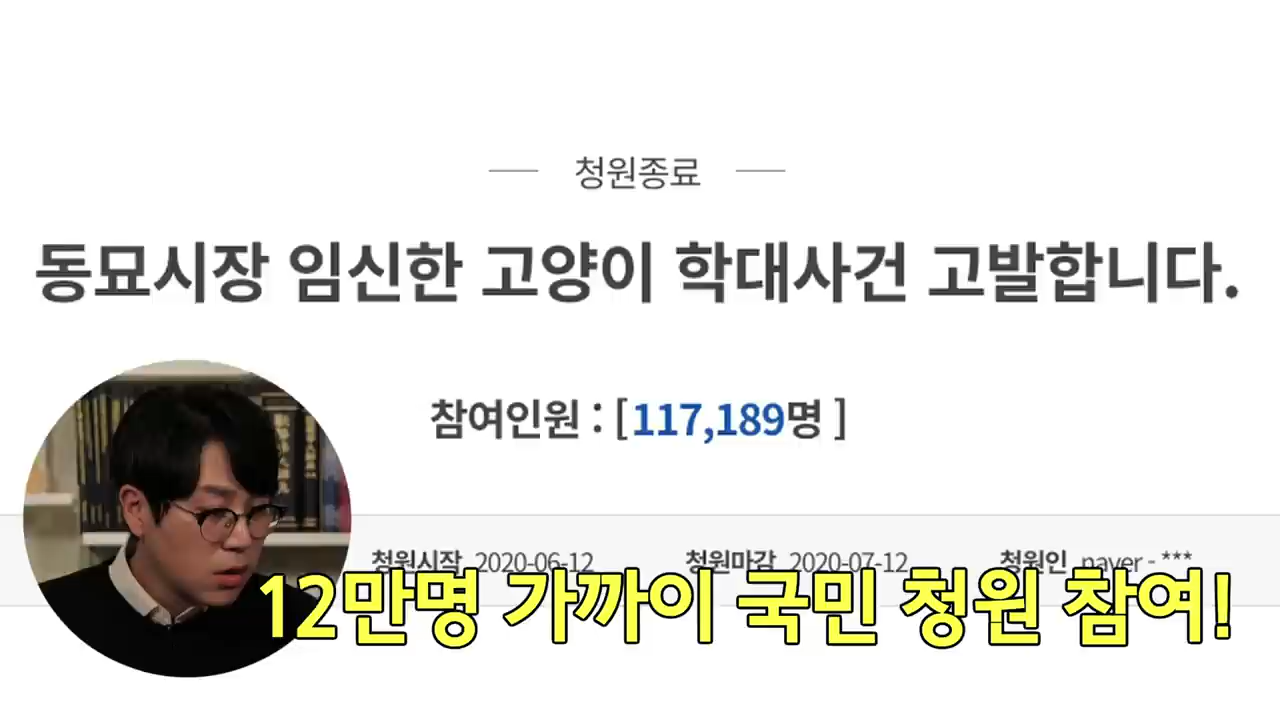 청원종료
동묘시장 임신한 고양이 학대사건 고발합니다.
참여인원 : [117,189명 ]
청원시작 2020-06-12 청원마감 2020-07-12 청원인 naver - ***
12만명 가까이 국민 청원 참여!